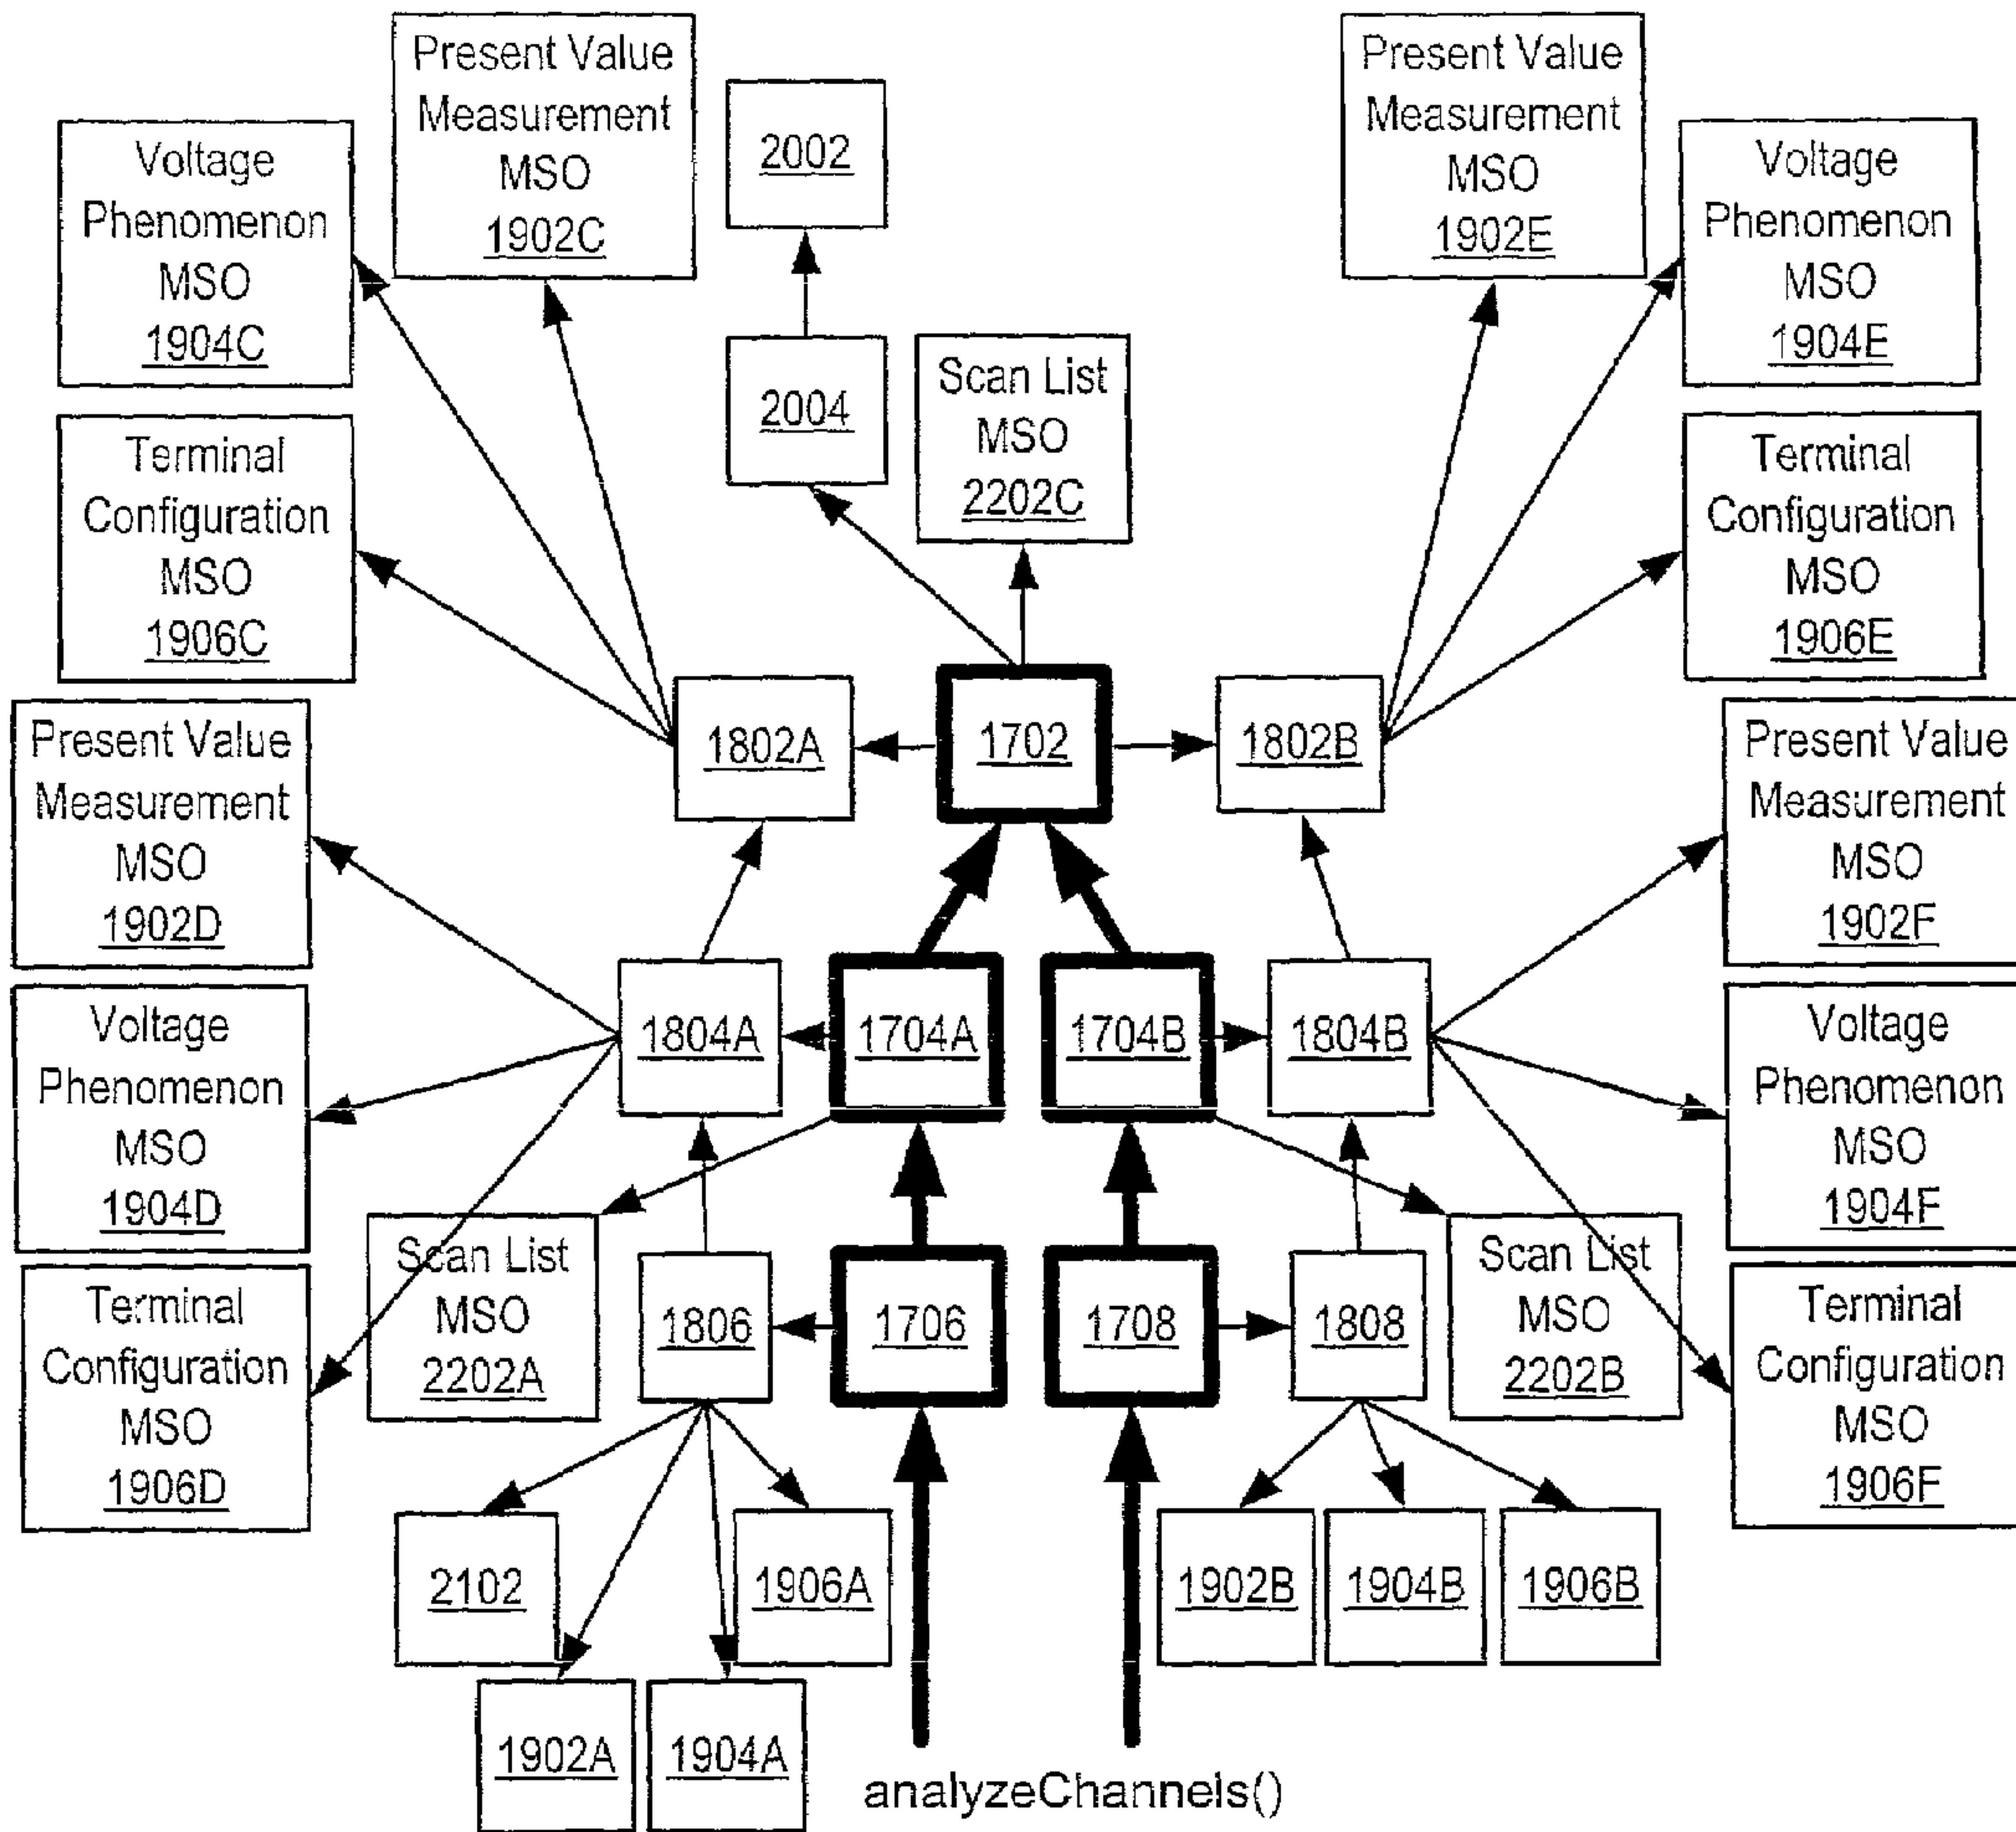 Present Value
Measurement
MSO
1902C
Present Value
Measurement
MSO
1902E
2002
Voltage
Phenomenon
MSO
1904C
Voltage
Phenomenon
MSO
1904E
2004
Scan List
MSO
2202C
Terminal
Configuration
MSO
1906C
Terminal
Configuration
MSO
1906E
1802A
1702
1802B
Present Value
Measurement
MSO
1902D
Present Value
Measurement
MSO
1902F
1804A
1704A
1704B
1804B
Voltage
Phenomenon
MSO
1904D
Voltage
Phenomenon
MSO
1904F
Scan List
MSO
2202A
1806
1706
1708
1808
Scan List
MSO
2202B
Terminal
Configuration
MSO
1906D
Terminal
Configuration
MSO
1906F
2102
1906A
1902B
1904B
1906B
1902A
1904A
analyzeChannels()